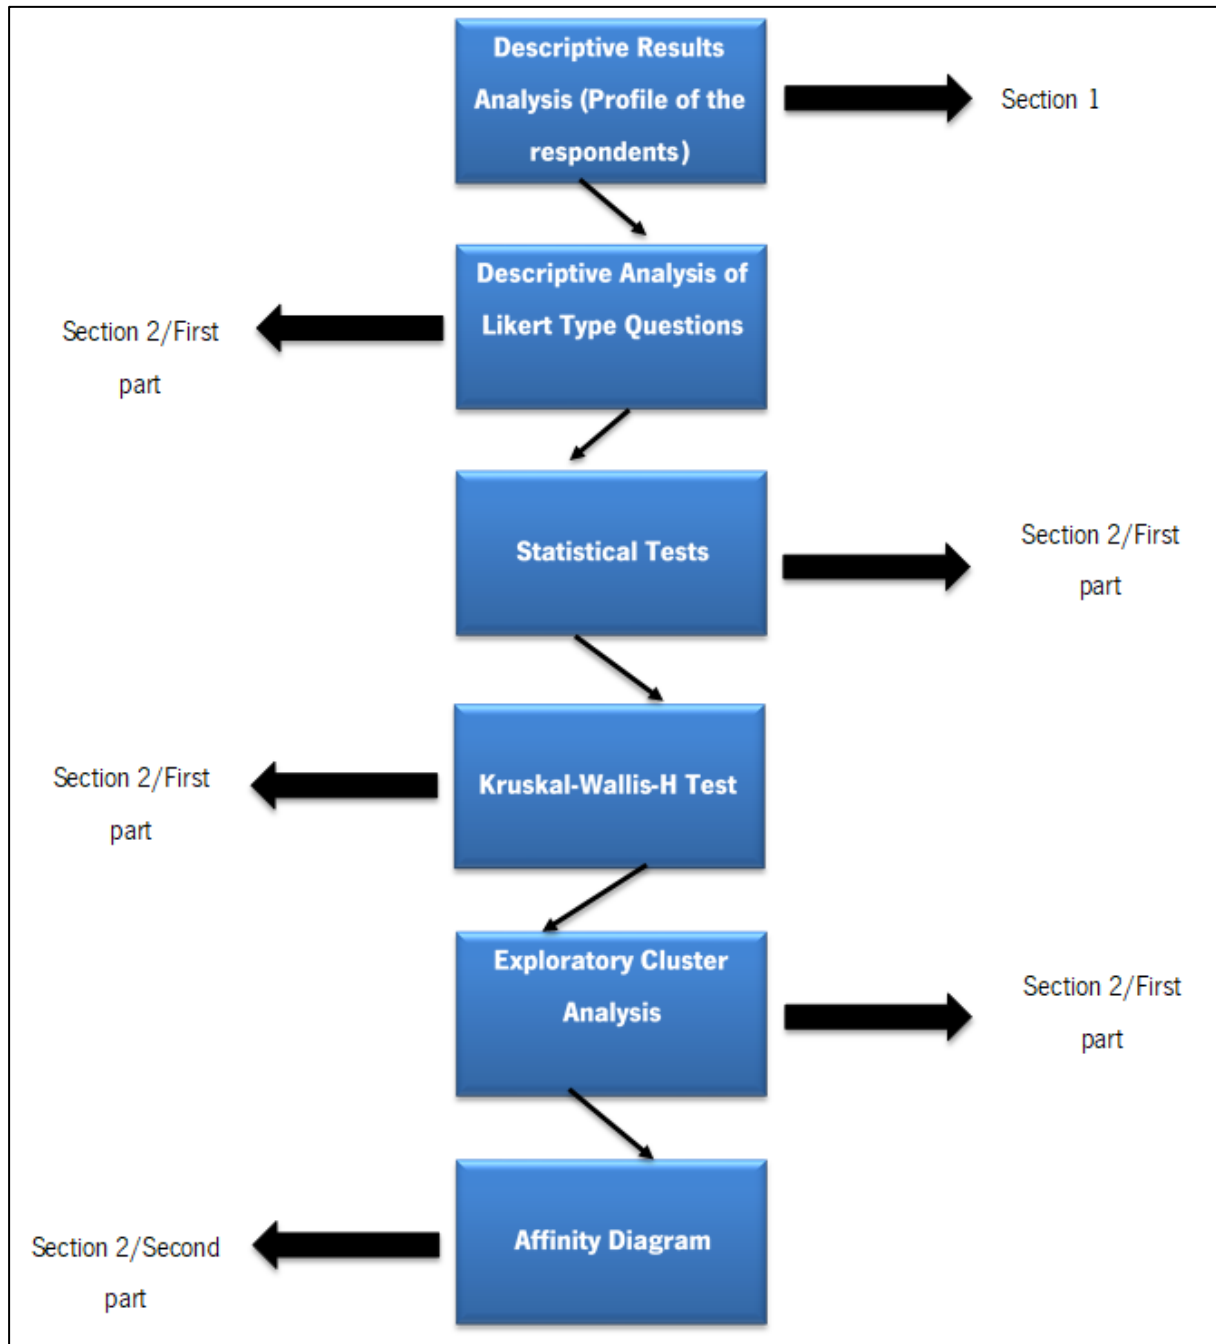 Descriptive Results
Analysis (Profile of the
respondents)
Section 1
Descriptive Analysis of
Likert Type Questions
Section 2/First
part
Statistical Tests
Section 2/First
part
Kruskal-Wallis-H Test
Section 2/First
part
Exploratory Cluster
Analysis
Section 2/First
part
Affinity Diagram
Section 2/Second
part